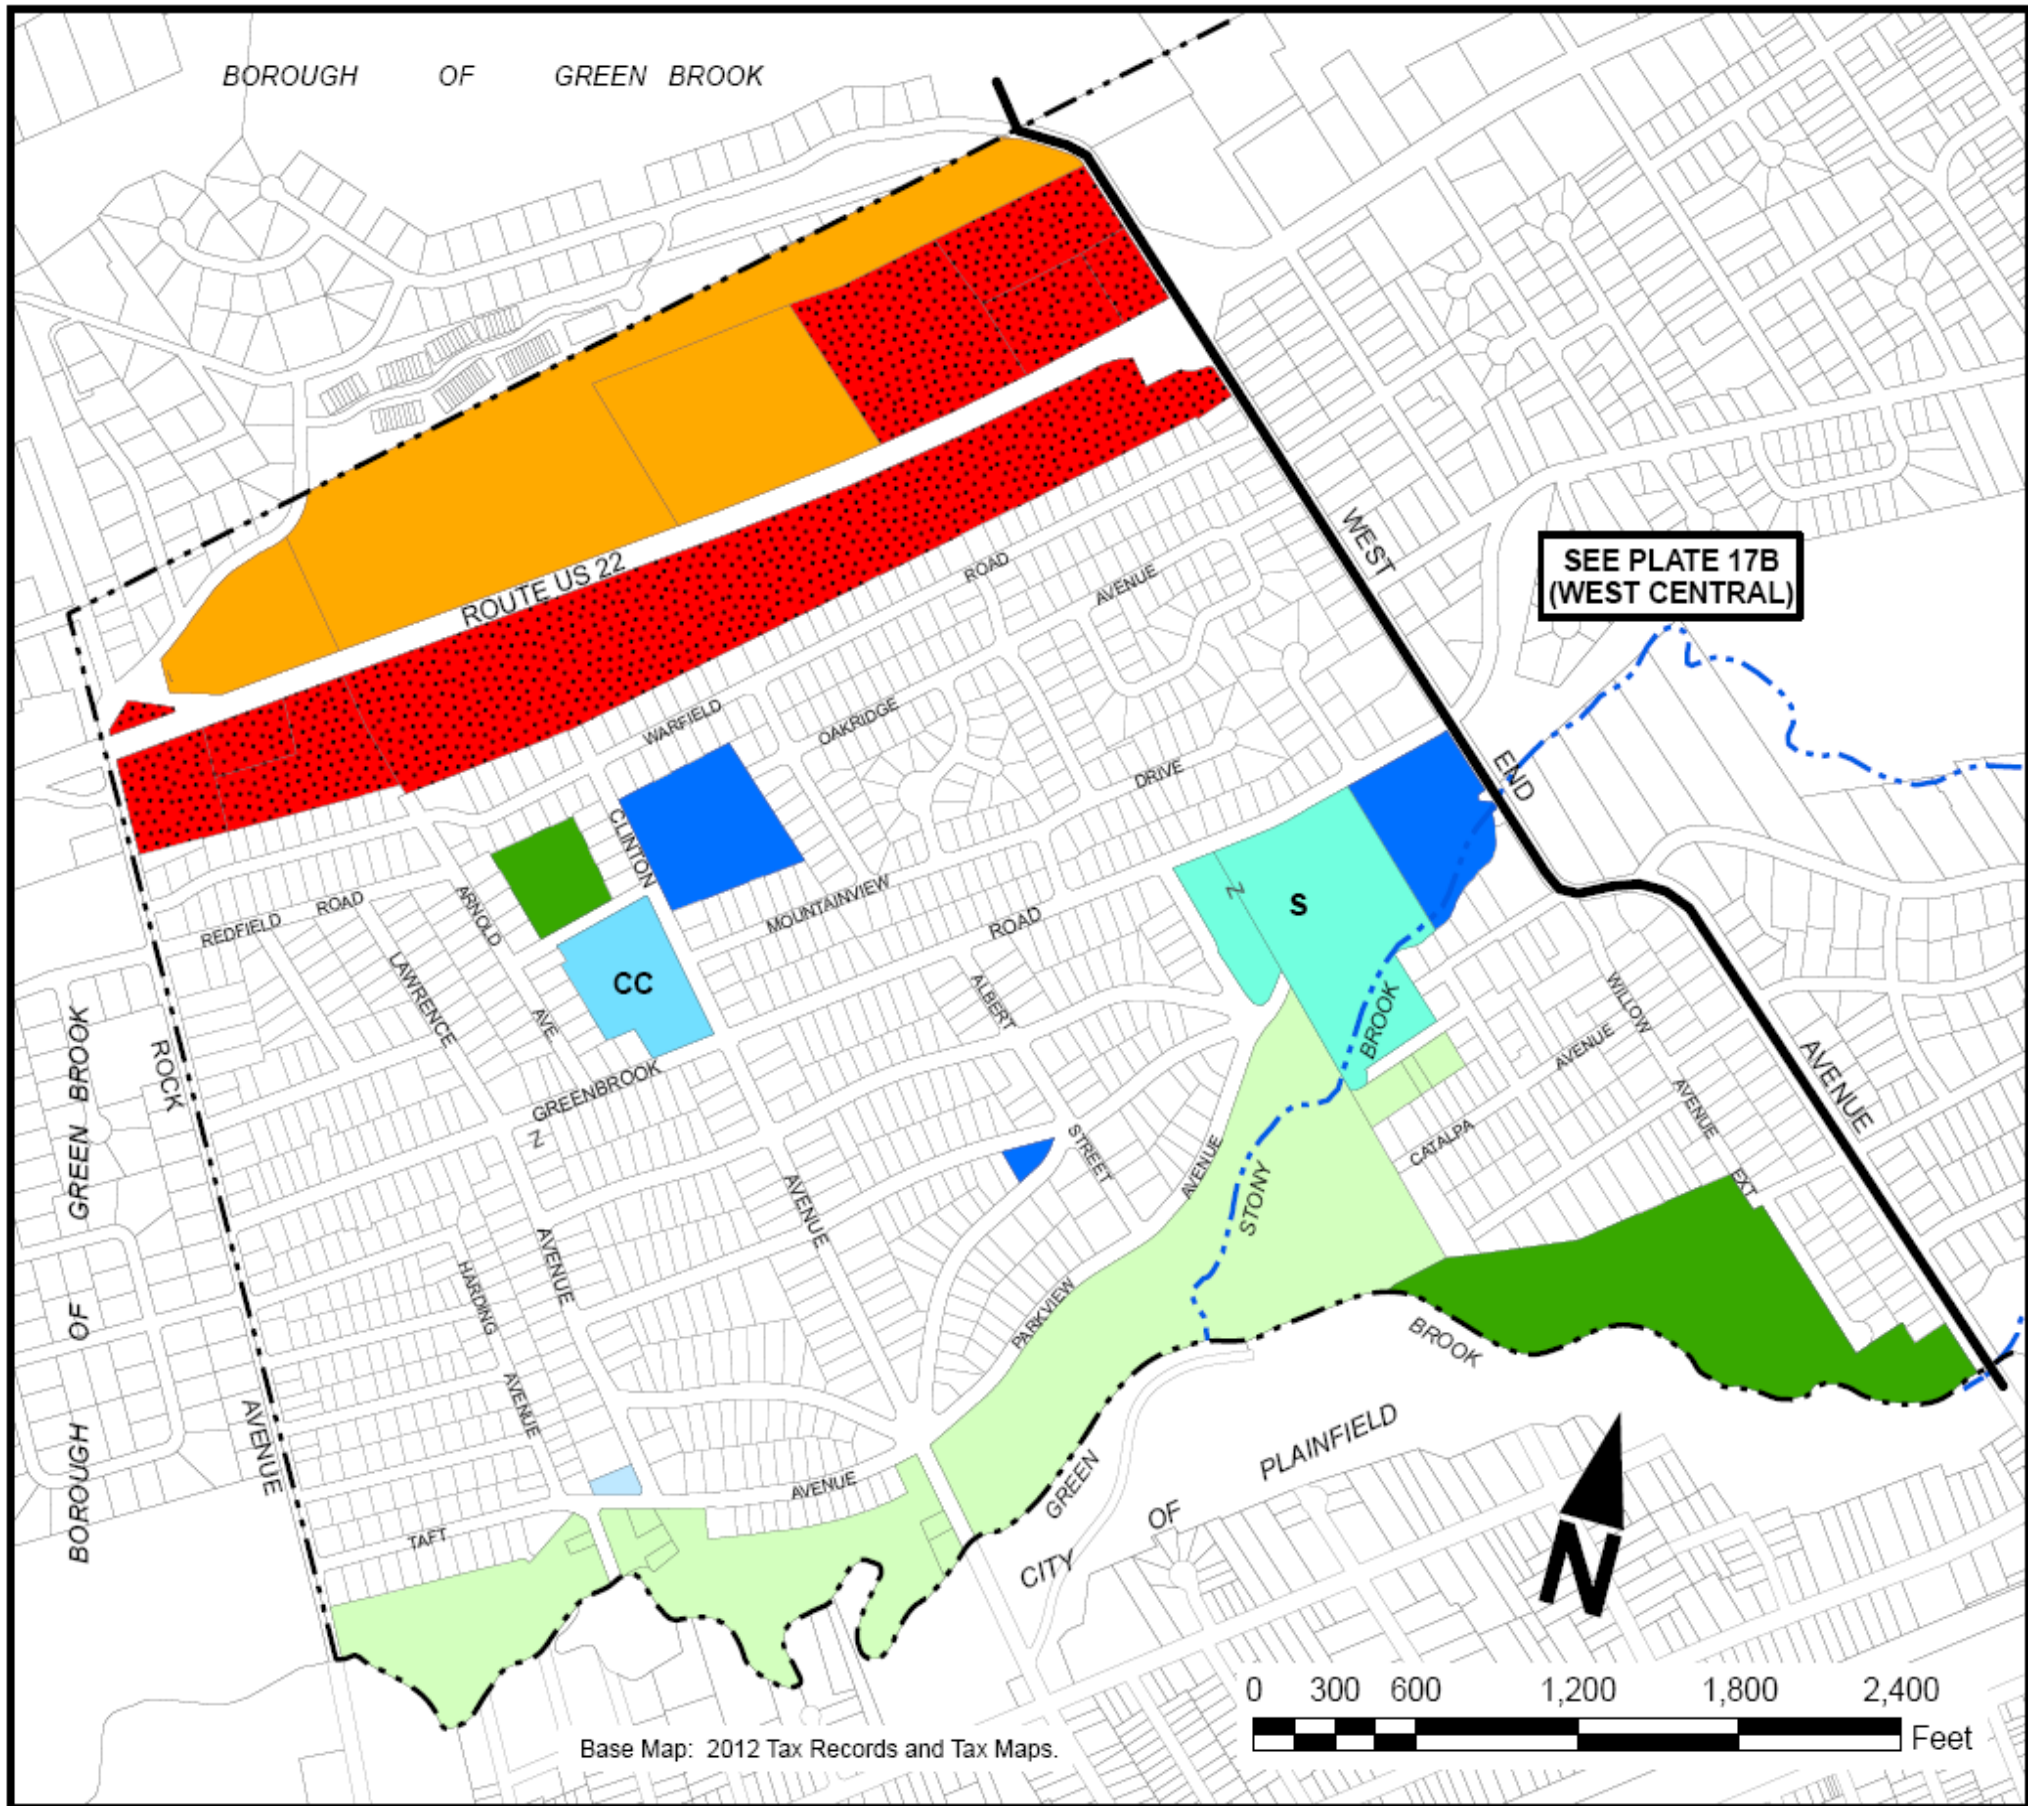 BOROUGH OF GREEN BROOK
WEST
SEE PLATE 17B
(WEST CENTRAL)
ROUTE US 22
ROAD
AVENUE
WARFIELD
OAKRIDGE
DRIVE
END
CLINTON
MOUNTAINVIEW
Z
S
ARNOLD
REDFIELD ROAD
ROAD
LAWRENCE
CC
AVE
ALBERT
BROOK
WILLOW
AVENUE
ROCK
GREENBROOK
Z
AVENUE
AVENUE
CATALPA
STREET
AVENUE
EXT
STONY
AVENUE
AVENUE
HARDING
PARKVIEW
BROOK
BOROUGH OF GREEN BROOK
AVENUE
AVENUE
AVENUE
TAFT
GREEN
CITY OF PLAINFIELD
N
0 300 600 1,200 1,800 2,400
Feet
Base Map: 2012 Tax Records and Tax Maps.